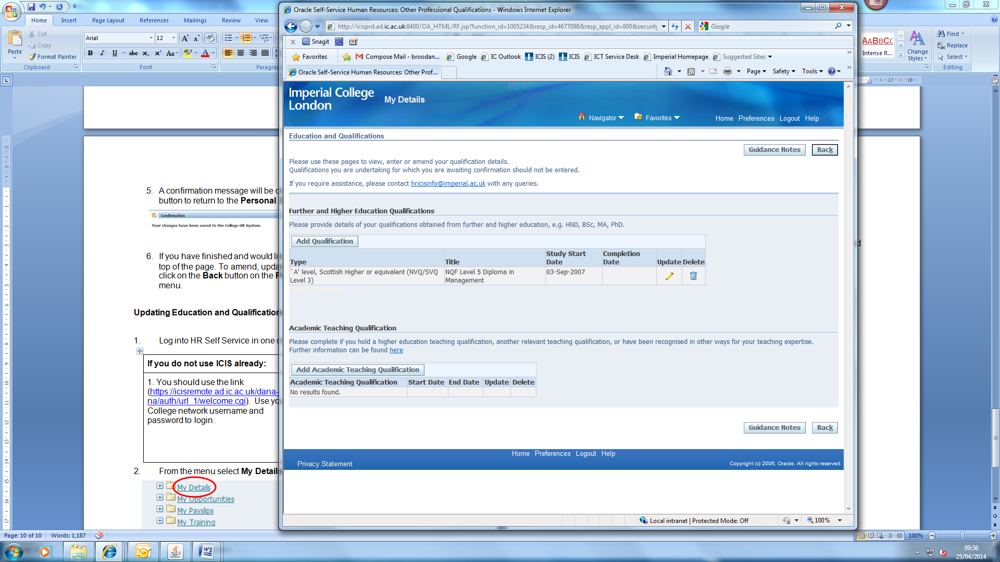 Oracle Self-Service Human Resources: Other Professional Qualifications - Windows Internet Explorer
Home Insert Page Layout References Mailings Review View
http://icisprd.ad.ic.ac.uk:8400/OA_HTML/RF.jsp?function_id=1005234&resp_id=4677098&resp_appl_id=800&security
Google
Paste
Cut
Copy
Format Painter
Clipboard
Arial 12
Font
Paragra
AaBbCc
Intense R...
Change Styles
Find
Replace
Select
Editing
x Snagit
Favorites Compose Mail - broodan... Google IC Outlook ICIS (2) ICIS ICT Service Desk Imperial Homepage Suggested Sites
Oracle Self-Service Human Resources: Other Prof...
Page Safety Tools
Imperial College
London
My Details
Navigator Favorites Home Preferences Logout Help
Education and Qualifications
Guidance Notes Back
Please use these pages to view, enter or amend your qualification details.
Qualifications you are undertaking for which you are awaiting confirmation should not be entered.
If you require assistance, please contact hricisinfo@imperial.ac.uk with any queries.
Further and Higher Education Qualifications
Please provide details of your qualifications obtained from further and higher education, e.g. HND, BSc, MA, PhD.
Add Qualification
Type Title Study Start Date Completion Date Update Delete
`A' level, Scottish Higher or equivalent (NVQ/SVQ Level 3) NQF Level 5 Diploma in Management 03-Sep-2007
Privacy Statement
Academic Teaching Qualification
Please complete if you hold a higher education teaching qualification, another relevant teaching qualification, or have been recognised in other ways for your teaching expertise.
Further information can be found here
Add Academic Teaching Qualification
Academic Teaching Qualification Start Date End Date Update Delete
No results found.
Guidance Notes Back
Home Preferences Logout Help
Privacy Statement
Copyright (c) 2006, Oracle. All rights reserved.
Local intranet | Protected Mode: Off
100%
5. A confirmation message will be
button to return to the Personal
Confirmation
Your changes have been saved to the College HR System.
6. If you have finished and would
top of the page. To amend,
click on the Back button on the
menu.
Updating Education and Qualification
1. Log into HR Self Service in one
If you do not use ICIS already:
1. You should use the link
(https://icisremote.ad.ic.ac.uk/dana-
na/auth/url_1/welcome.cgi). Use
College network username and
password to login.
2. From the menu select My Details
My Details
My Opportunities
My Payslips
My Training
Page: 10 of 10 Words: 1,187
100%
09:56
25/04/2014